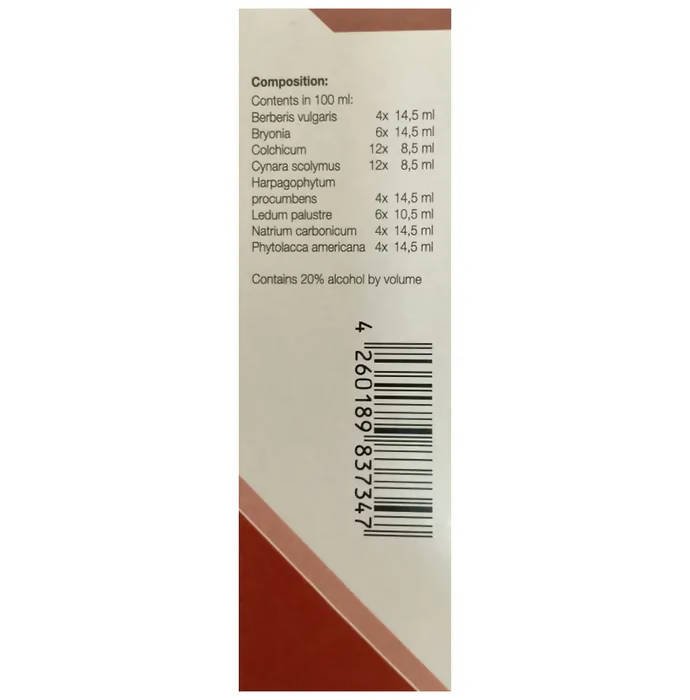 Composition:
Contents in 100 ml:
Berberis vulgaris 4x 14,5 ml
Bryonia 6x 14,5 ml
Colchicum 12x 8,5 ml
Cynara scolymus 12x 8,5 ml
Harpagophytum
procumbens 4x 14,5 ml
Ledum palustre 6x 10,5 ml
Natrium carbonicum 4x 14,5 ml
Phytolacca americana 4x 14,5 ml
Contains 20% alcohol by volume
4 260189 837347